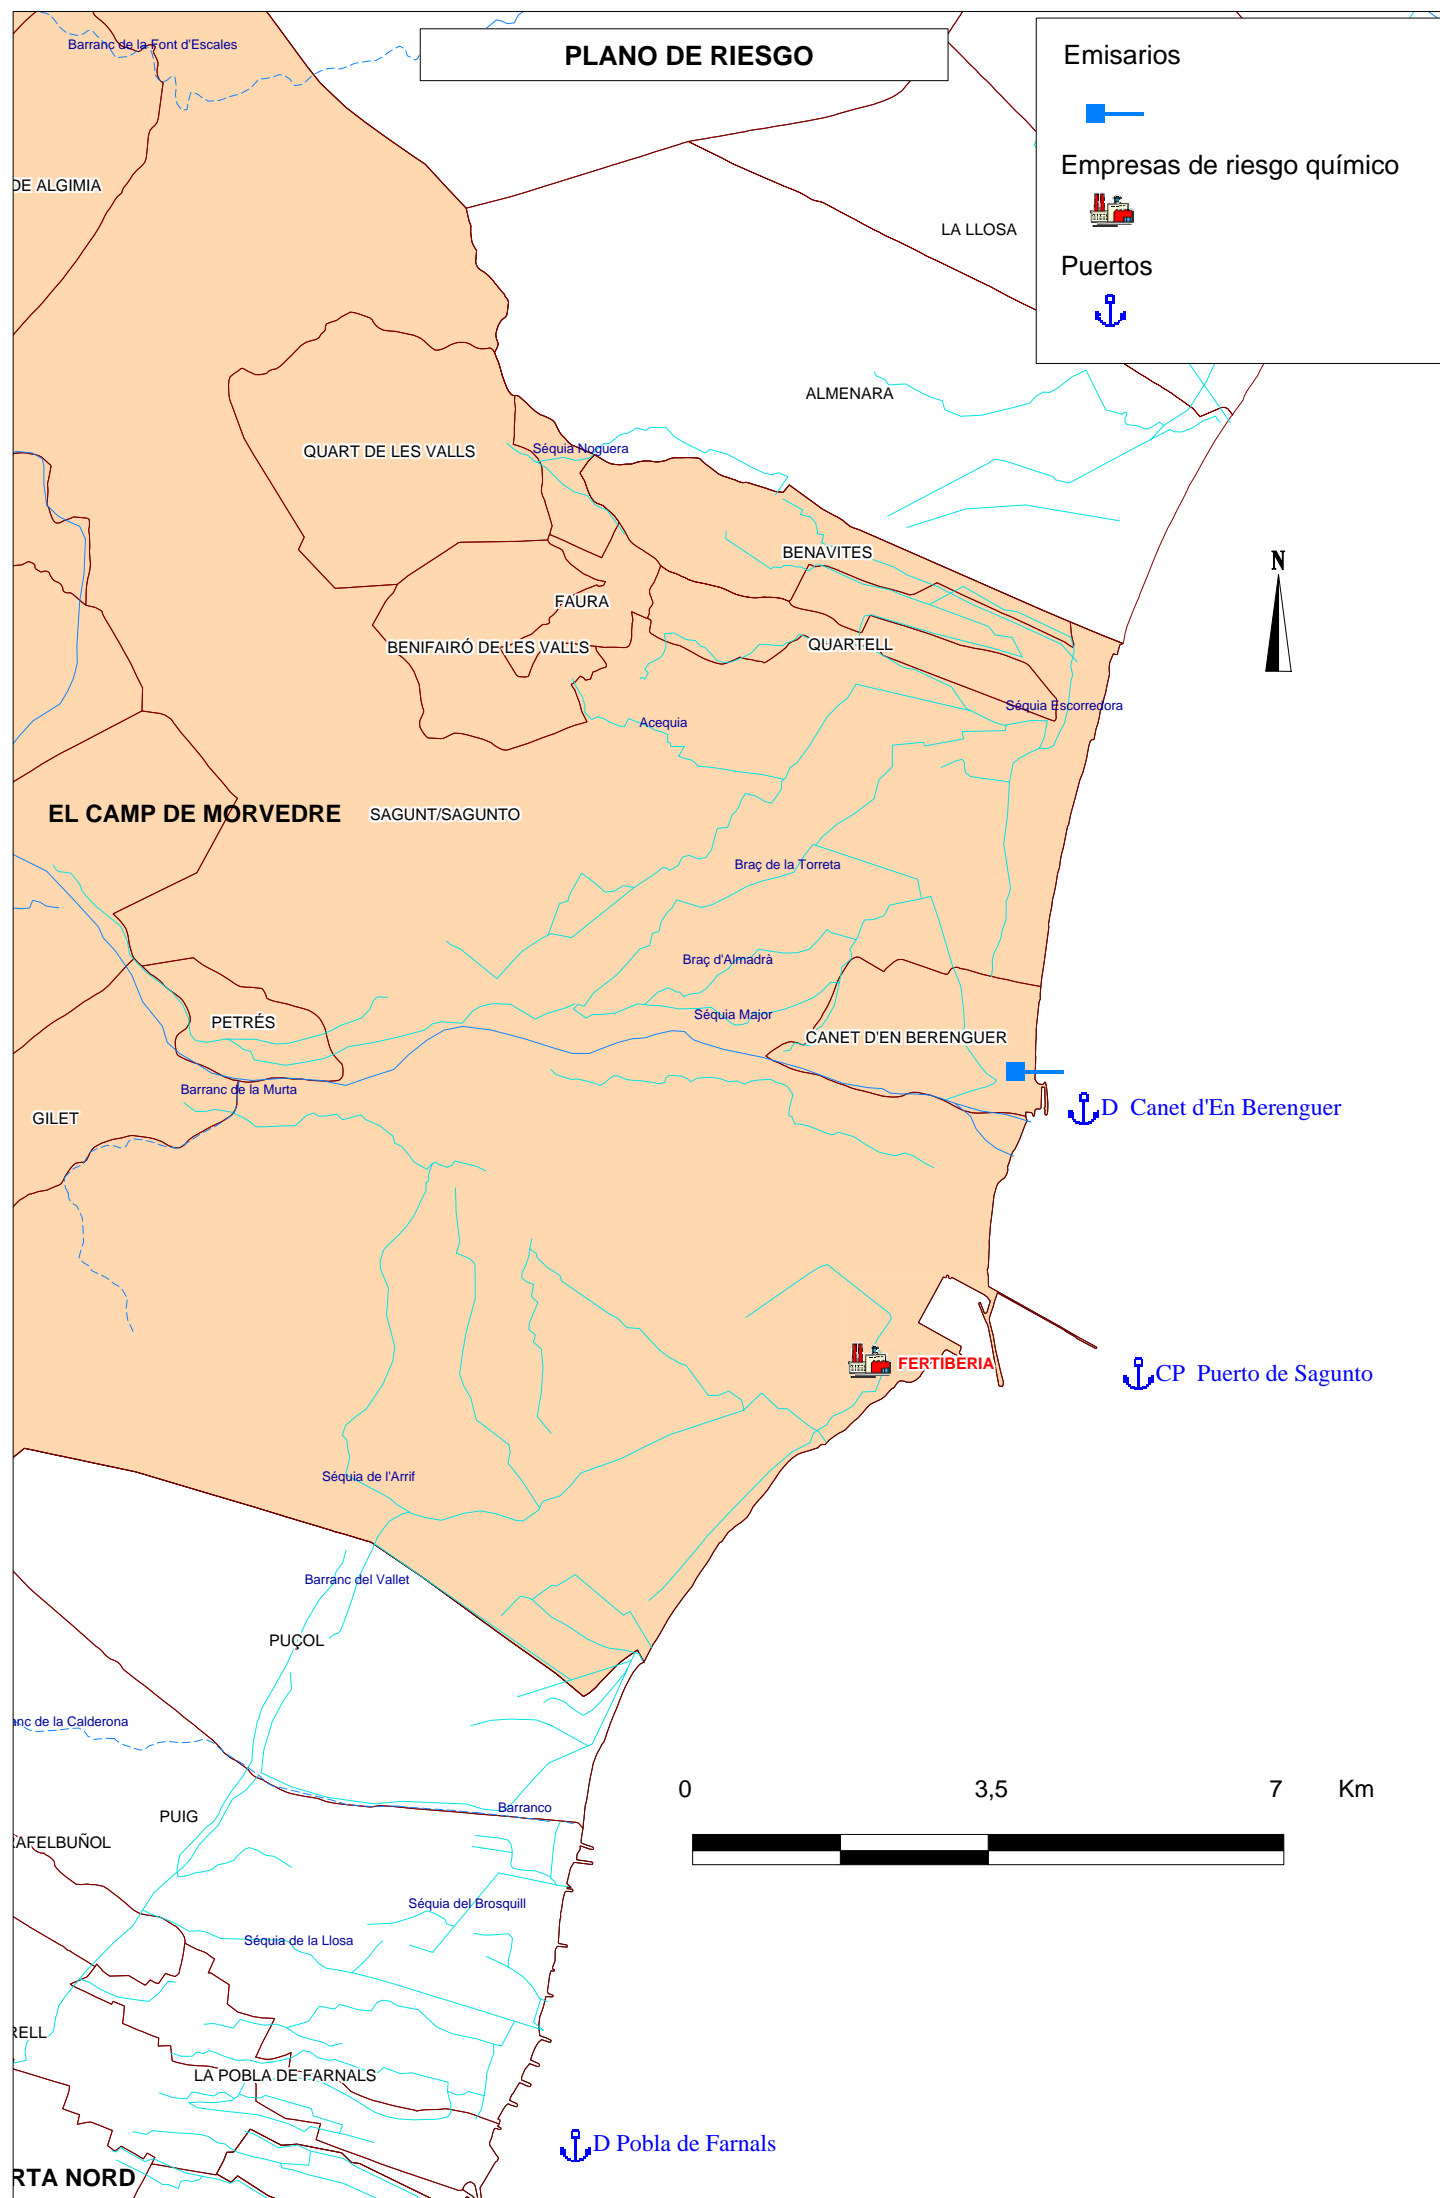 Barranc de la Font d'Escales
PLANO DE RIESGO
Emisarios
Empresas de riesgo químico
Puertos
DE ALGIMIA
LA LLOSA
ALMENARA
QUART DE LES VALLS
Séquia Noguera
BENAVITES
N
FAURA
BENIFAIRÓ DE LES VALLS
QUARTELL
Séquia Escorredora
Acequia
EL CAMP DE MORVEDRE
SAGUNT/SAGUNTO
Braç de la Torreta
Braç d'Almadrà
Séquia Major
PETRÉS
CANET D'EN BERENGUER
Barranc de la Murta
GILET
D Canet d'En Berenguer
FERTIBERIA
CP Puerto de Sagunto
Séquia de l'Arrif
Barranc del Vallet
PUÇOL
anc de la Calderona
0 3,5 7 Km
Barranco
PUIG
RAFELBUÑOL
Séquia del Brosquill
Séquia de la Llosa
RELL
LA POBLA DE FARNALS
D Pobla de Farnals
RTA NORD